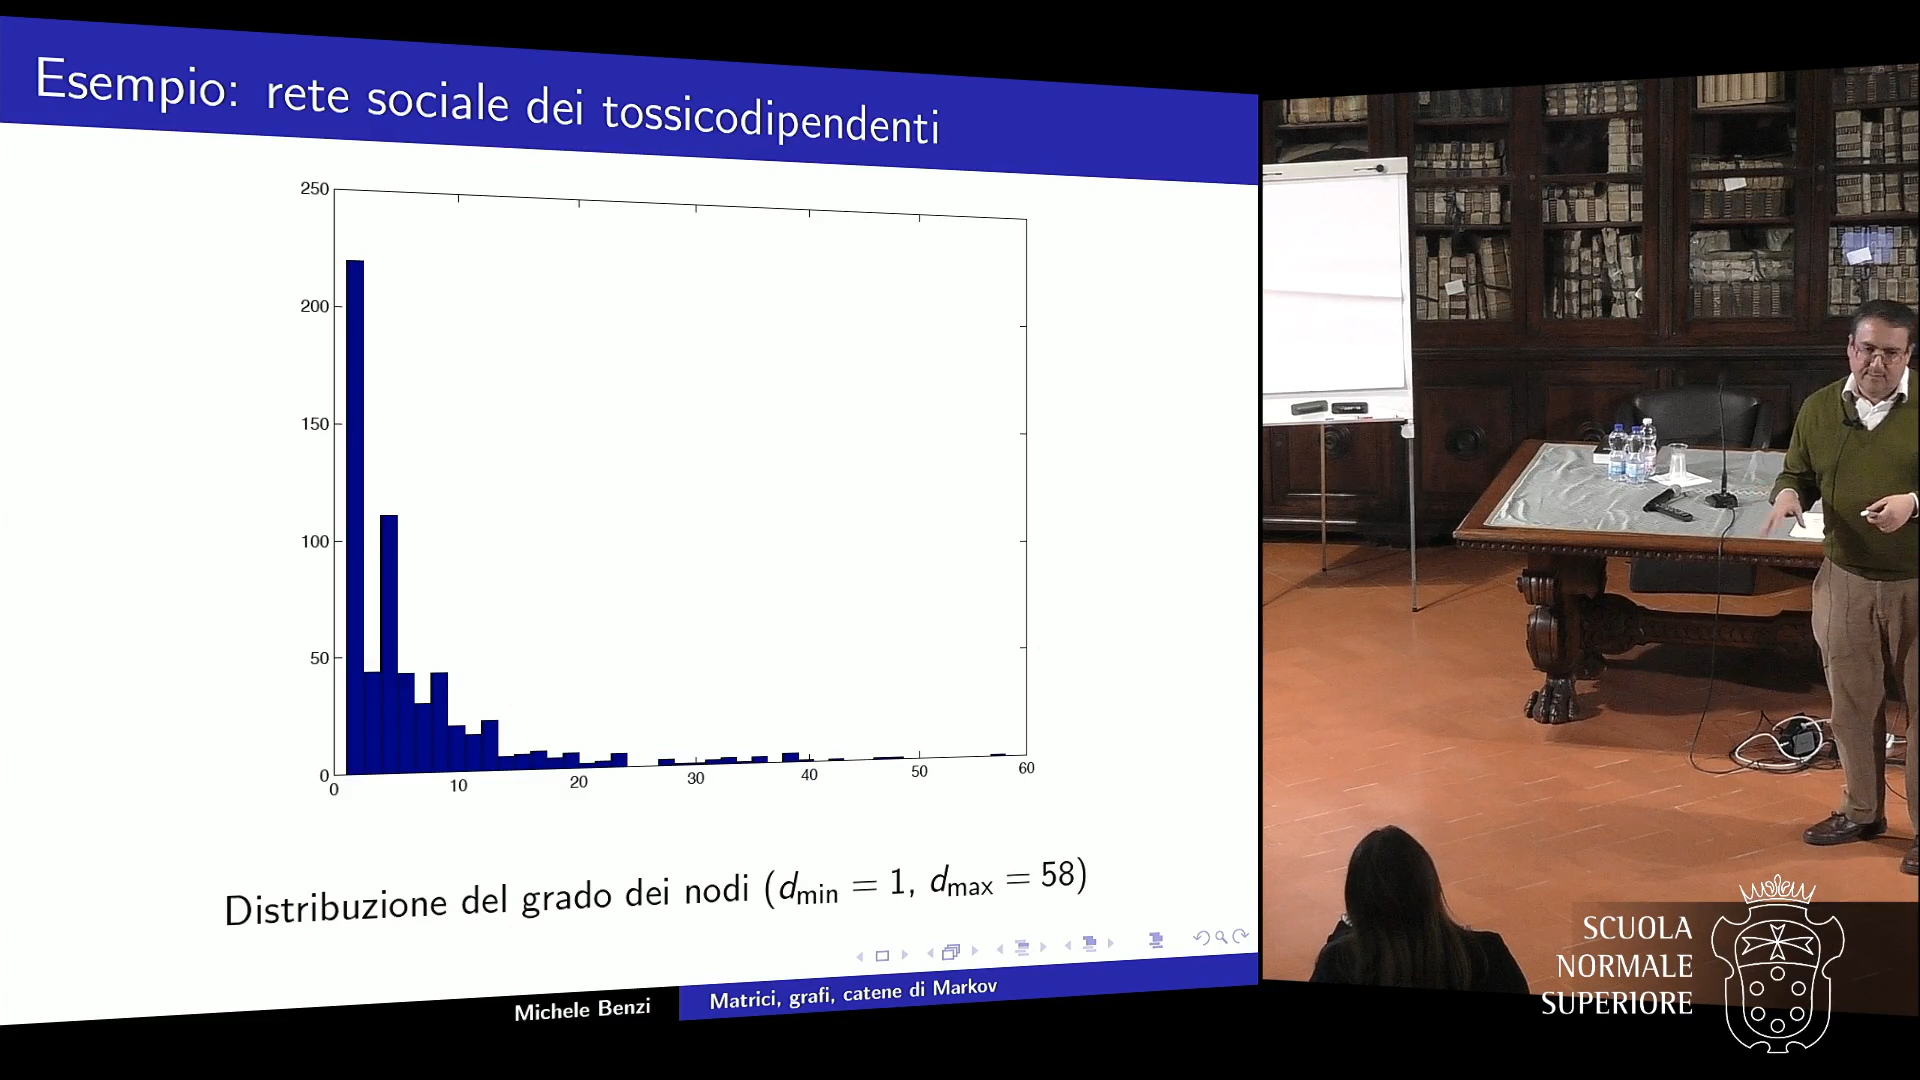 Esempio: rete sociale dei tossicodipendenti
250
200
150
100
50
0
0 10 20 30 40 50 60
Distribuzione del grado dei nodi (dmin = 1, dmax = 58)
Michele Benzi Matrici, grafi, catene di Markov
SCUOLA
NORMALE
SUPERIORE